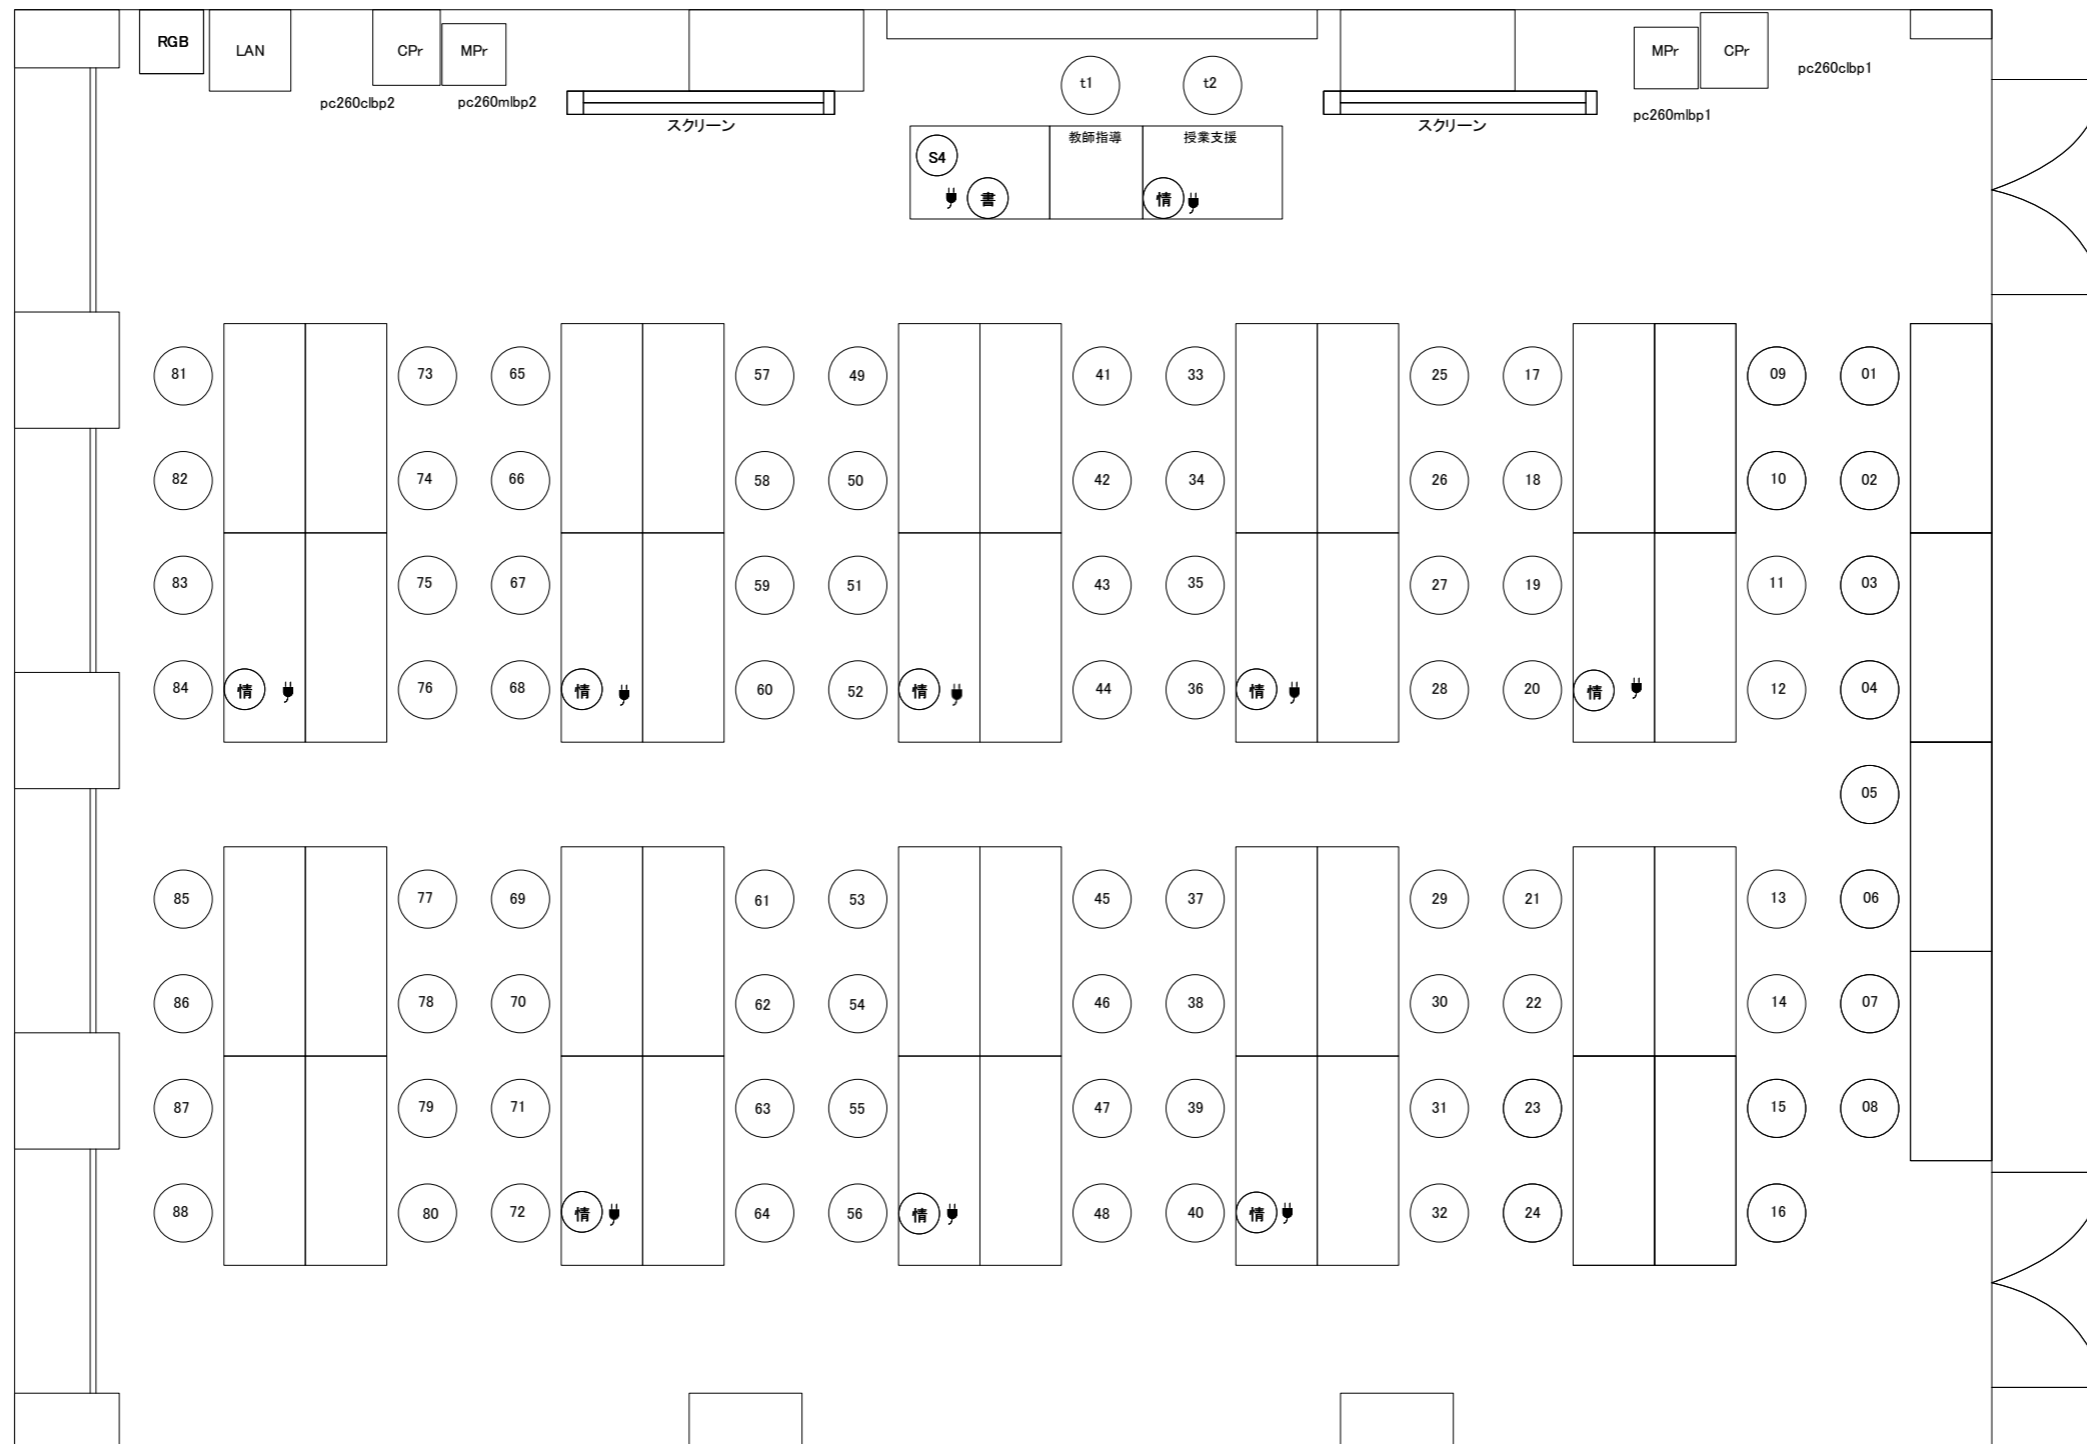 RGB
LAN
CPr
MPr
pc260clbp2
pc260mlbp2
スクリーン
t1
t2
教師指導
授業支援
S4
書
情
スクリーン
MPr
CPr
pc260clbp1
pc260mlbp1
81 73 65 57 49 41 33 25 17 09 01
82 74 66 58 50 42 34 26 18 10 02
83 75 67 59 51 43 35 27 19 11 03
84 情 76 68 情 60 52 情 44 36 情 28 20 情 12 04
05
85 77 69 61 53 45 37 29 21 13 06
86 78 70 62 54 46 38 30 22 14 07
87 79 71 63 55 47 39 31 23 15 08
88 80 72 情 64 56 情 48 40 情 32 24 16